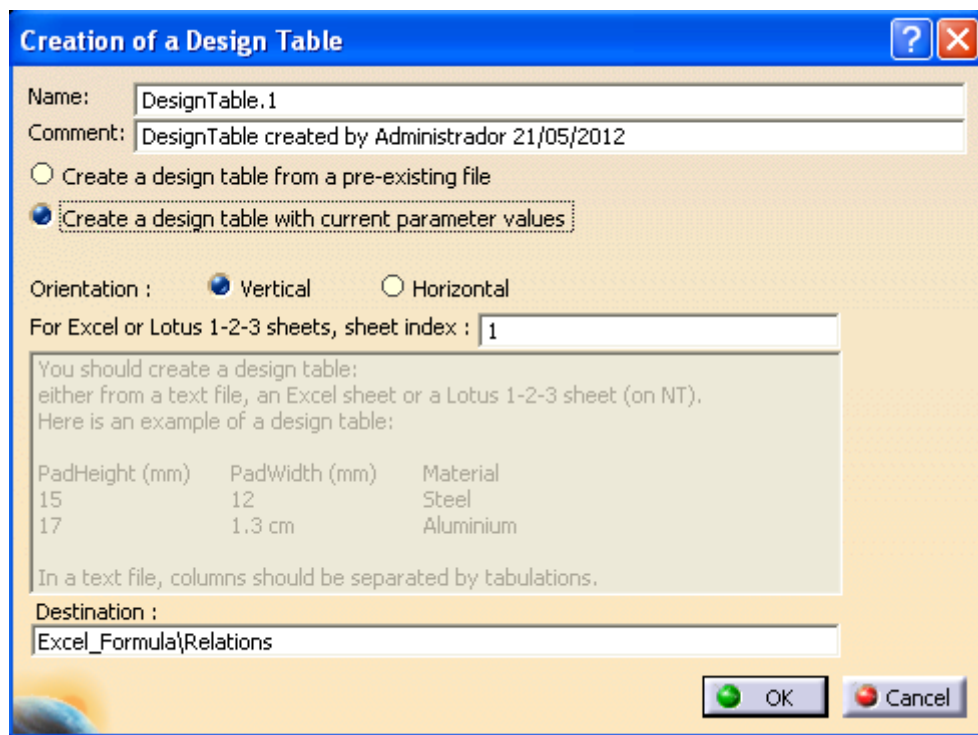 Creation of a Design Table
Name: DesignTable.1
Comment: DesignTable created by Administrador 21/05/2012
Create a design table from a pre-existing file
Create a design table with current parameter values
Orientation : Vertical Horizontal
For Excel or Lotus 1-2-3 sheets, sheet index : 1
You should create a design table:
either from a text file, an Excel sheet or a Lotus 1-2-3 sheet (on NT).
Here is an example of a design table:
PadHeight (mm) PadWidth (mm) Material
15 12 Steel
17 1.3 cm Aluminium
In a text file, columns should be separated by tabulations.
Destination :
Excel_Formula\Relations
OK Cancel